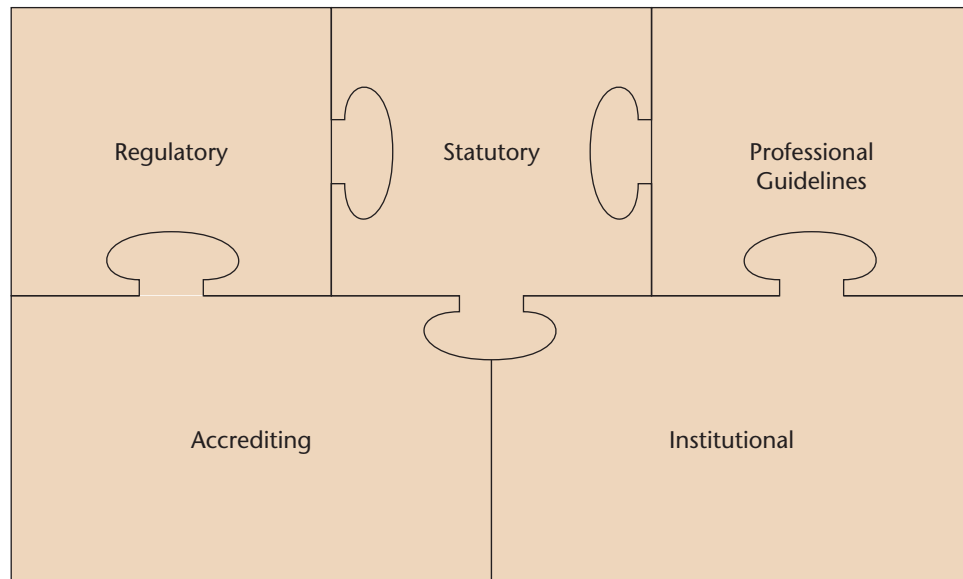 Regulatory
Statutory
Professional
Guidelines
Accrediting
Institutional